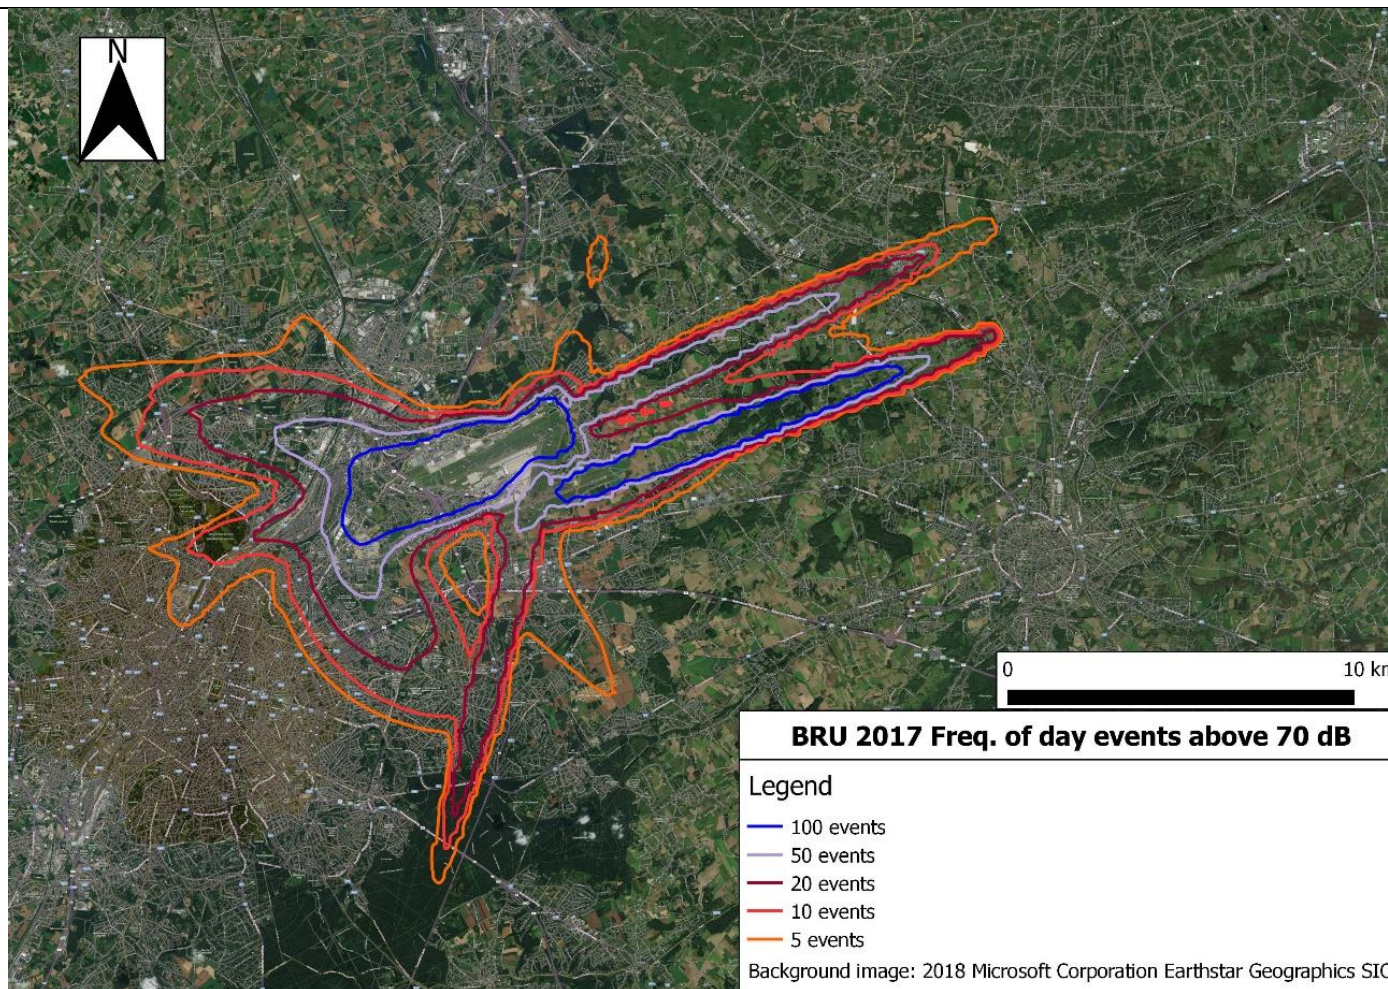 N
0 10 km
BRU 2017 Freq. of day events above 70 dB
Legend
100 events
50 events
20 events
10 events
5 events
Background image: 2018 Microsoft Corporation Earthstar Geographics SIO